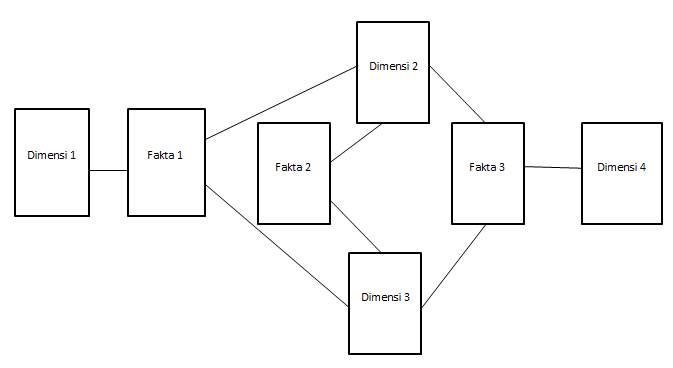 Dimensi 2
Dimensi 1
Fakta 1
Fakta 2
Fakta 3
Dimensi 4
Dimensi 3